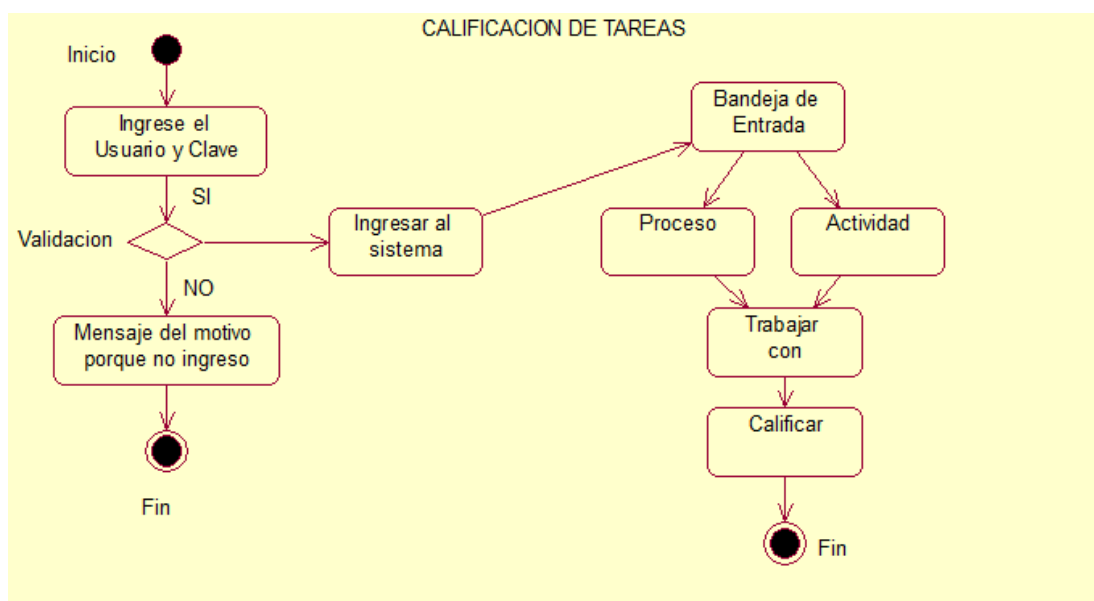 CALIFICACION DE TAREAS
Inicio
Ingrese el
Usuario y Clave
SI
Validacion
NO
Mensaje del motivo
porque no ingreso
Fin
Ingresar al
sistema
Bandeja de
Entrada
Proceso
Actividad
Trabajar
con
Calificar
Fin